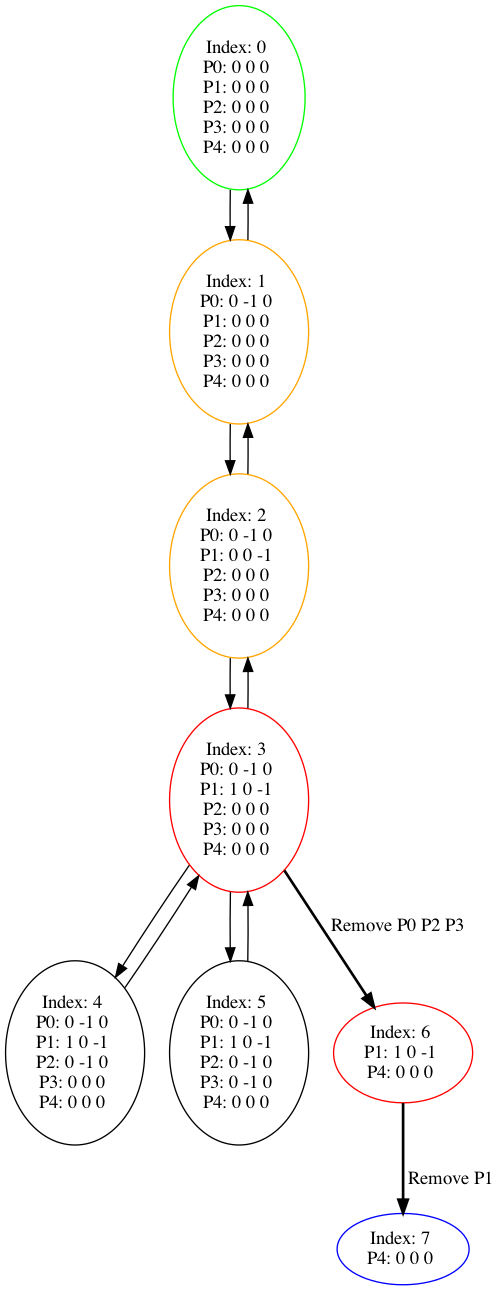 Index: 0
P0: 0 0 0
P1: 0 0 0
P2: 0 0 0
P3: 0 0 0
P4: 0 0 0
Index: 1
P0: 0 -1 0
P1: 0 0 0
P2: 0 0 0
P3: 0 0 0
P4: 0 0 0
Index: 2
P0: 0 -1 0
P1: 0 0 -1
P2: 0 0 0
P3: 0 0 0
P4: 0 0 0
Index: 3
P0: 0 -1 0
P1: 1 0 -1
P2: 0 0 0
P3: 0 0 0
P4: 0 0 0
Remove P0 P2 P3
Index: 4
P0: 0 -1 0
P1: 1 0 -1
P2: 0 -1 0
P3: 0 0 0
P4: 0 0 0
Index: 5
P0: 0 -1 0
P1: 1 0 -1
P2: 0 -1 0
P3: 0 -1 0
P4: 0 0 0
Index: 6
P1: 1 0 -1
P4: 0 0 0
Remove P1
Index: 7
P4: 0 0 0